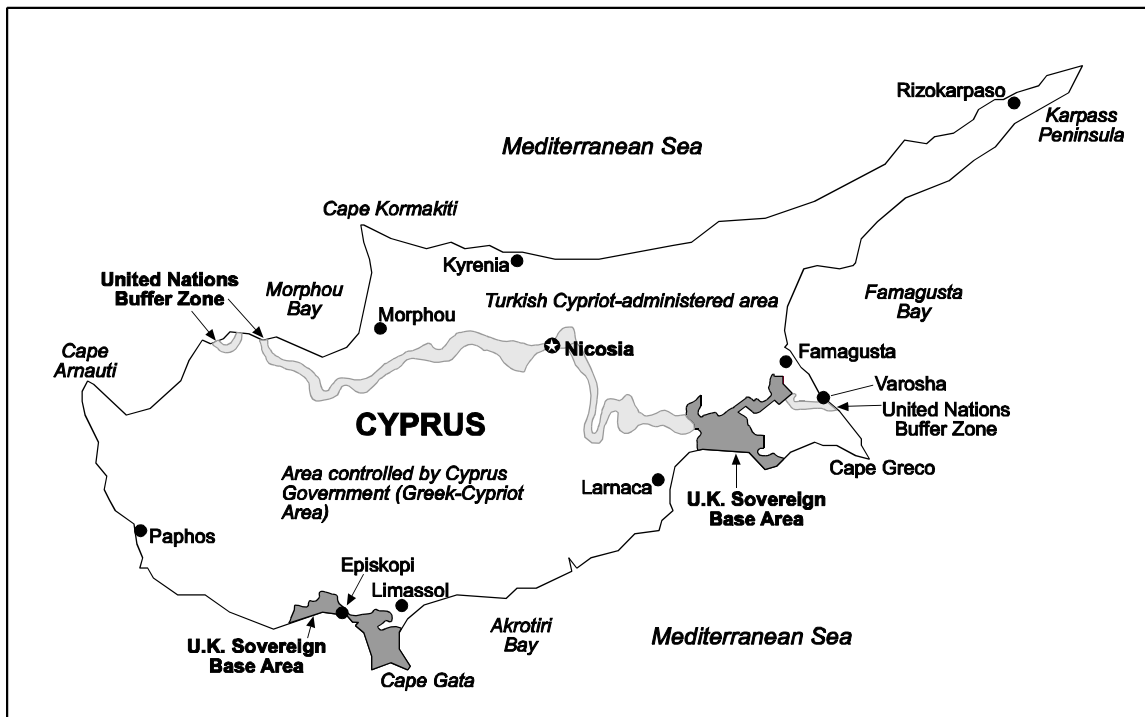 Rizokarpaso
Karpass
Peninsula
Mediterranean Sea
Cape Kormakiti
Kyrenia
United Nations
Buffer Zone
Morphou
Bay
Turkish Cypriot-administered area
Famagusta
Bay
Morphou
Nicosia
Cape
Arnauti
Famagusta
Varosha
United Nations
Buffer Zone
CYPRUS
Cape Greco
Area controlled by Cyprus
Government (Greek-Cypriot
Area)
Larnaca
U.K. Sovereign
Base Area
Paphos
Episkopi
Limassol
Akrotiri
Bay
Mediterranean Sea
U.K. Sovereign
Base Area
Cape Gata